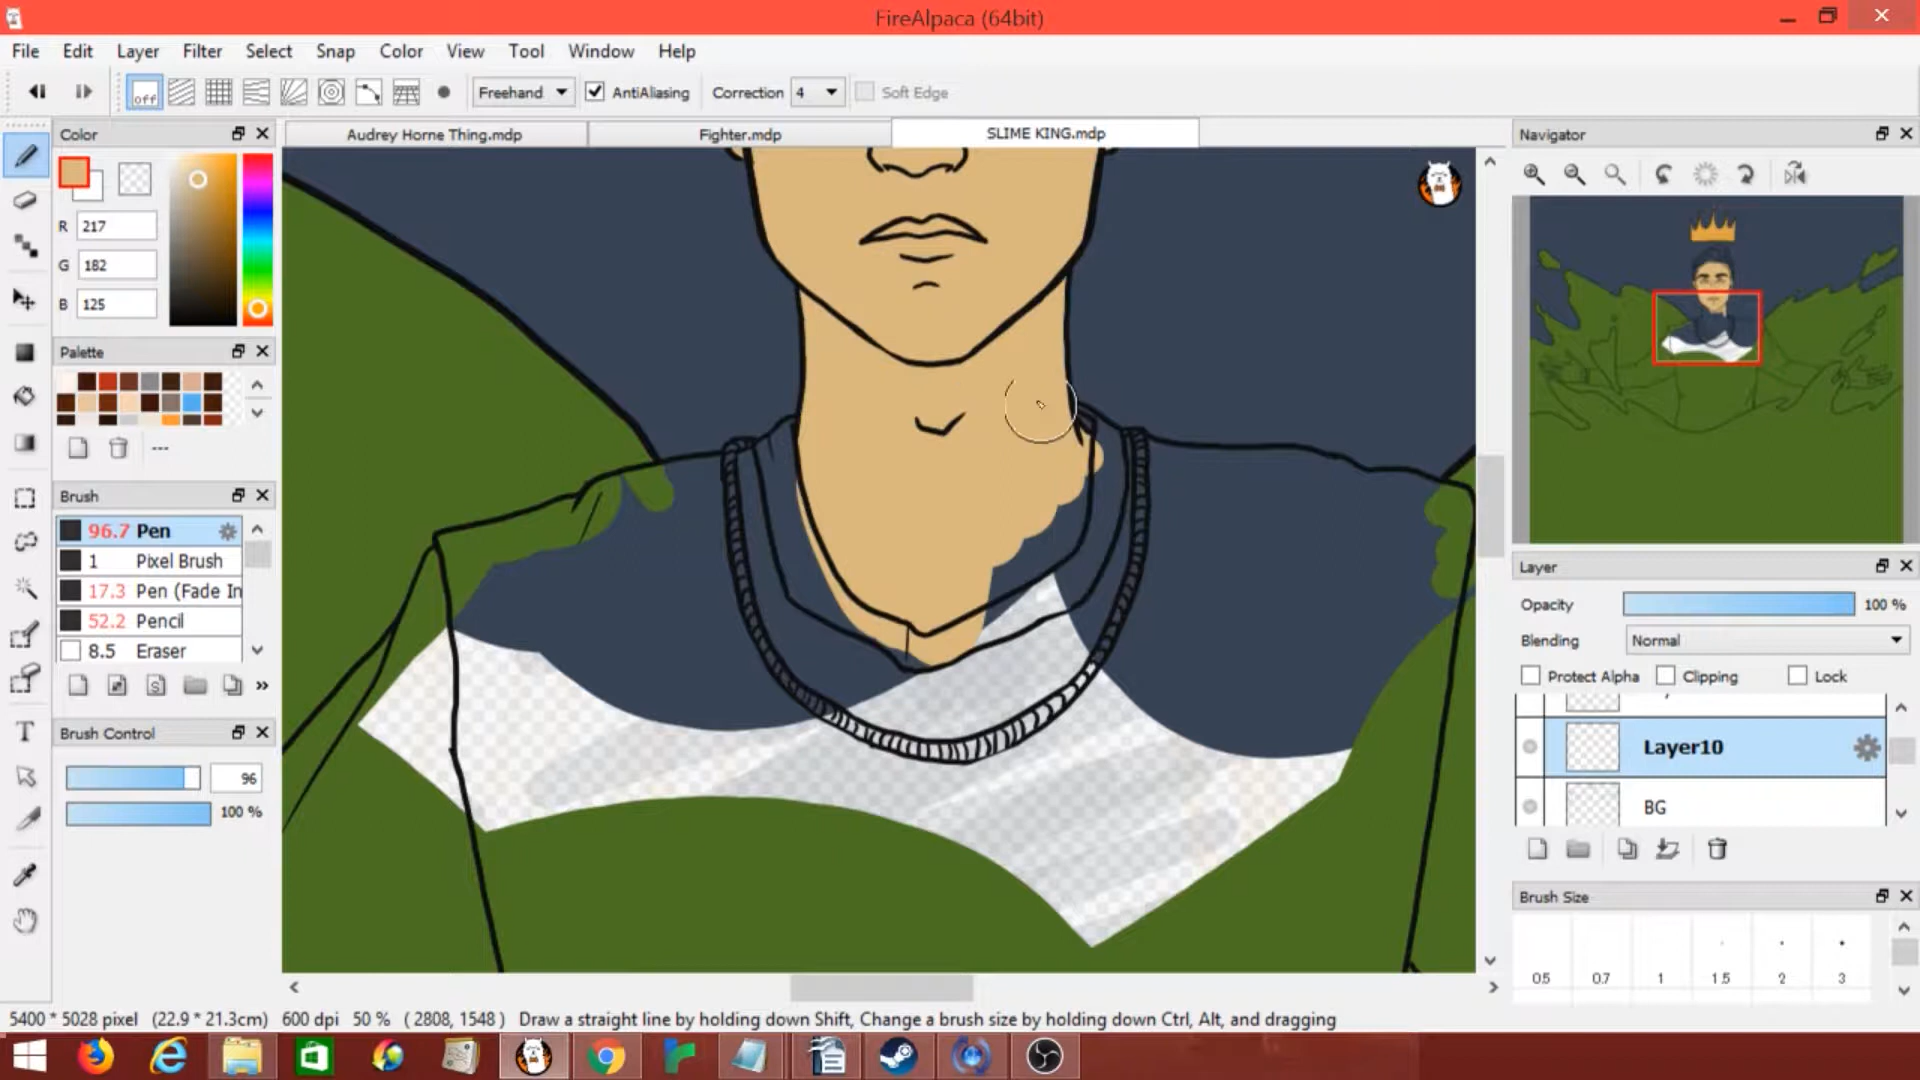 FireAlpaca (64bit)
File Edit Layer Filter Select Snap Color View Tool Window Help
off Freehand AntiAliasing Correction 4 Soft Edge
Color
R 217
G 182
B 125
Palette
---
Brush
96.7 Pen
1 Pixel Brush
17.3 Pen (Fade In
52.2 Pencil
8.5 Eraser
Brush Control
96
100 %
Audrey Horne Thing.mdp Fighter.mdp SLIME KING.mdp
Navigator
Layer
Opacity 100 %
Blending Normal
Protect Alpha Clipping Lock
Layer10
BG
Brush Size
0.5 0.7 1 1.5 2 3
5400 * 5028 pixel (22.9 * 21.3cm) 600 dpi 50 % ( 2808, 1548 ) Draw a straight line by holding down Shift, Change a brush size by holding down Ctrl, Alt, and dragging